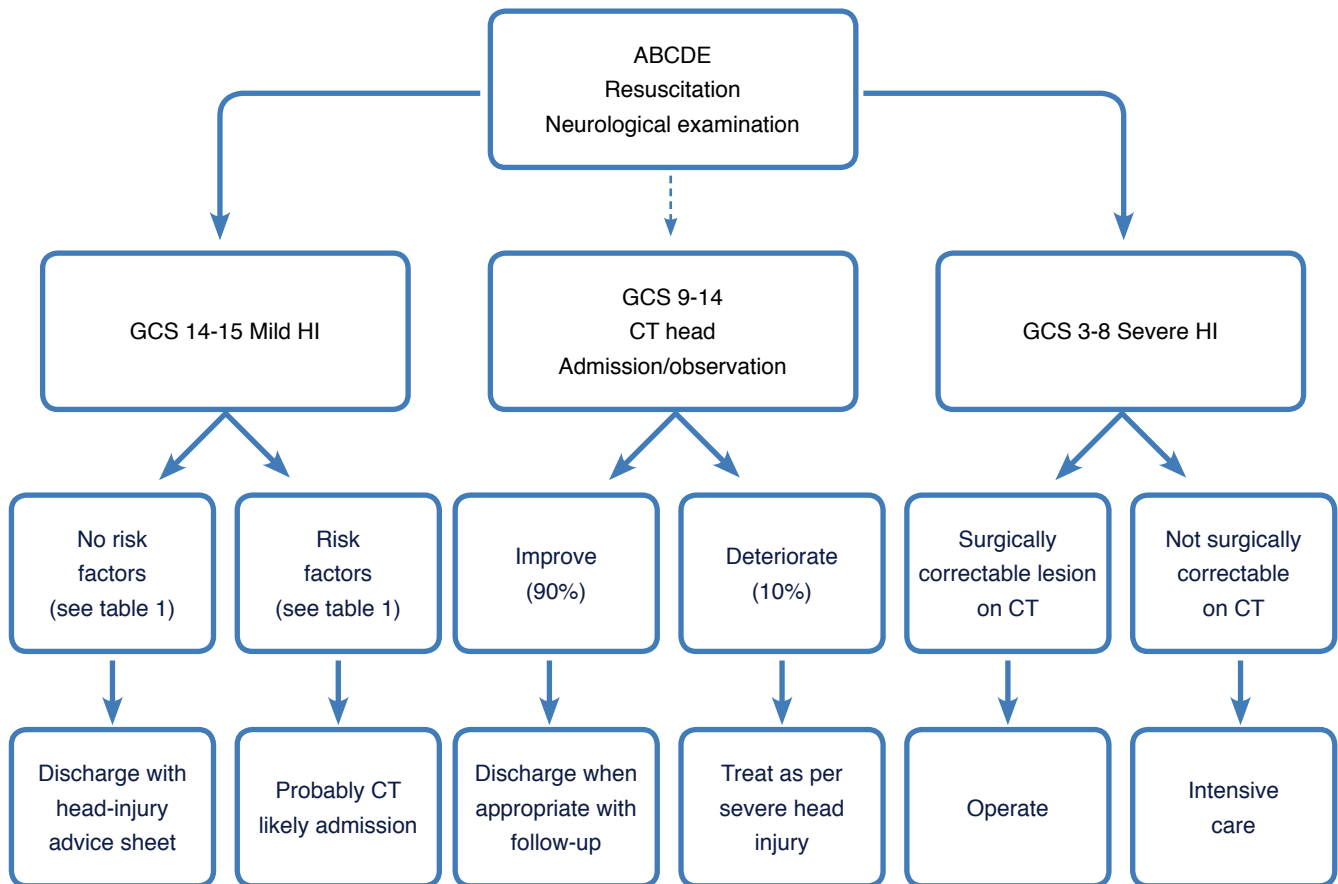 ABCDE
Resuscitation
Neurological examination
GCS 14-15 Mild HI
GCS 9-14
CT head
Admission/observation
GCS 3-8 Severe HI
No risk
factors
(see table 1)
Risk
factors
(see table 1)
Improve
(90%)
Deteriorate
(10%)
Surgically
correctable lesion
on CT
Not surgically
correctable
on CT
Discharge with
head-injury
advice sheet
Probably CT
likely admission
Discharge when
appropriate with
follow-up
Treat as per
severe head
injury
Operate
Intensive
care